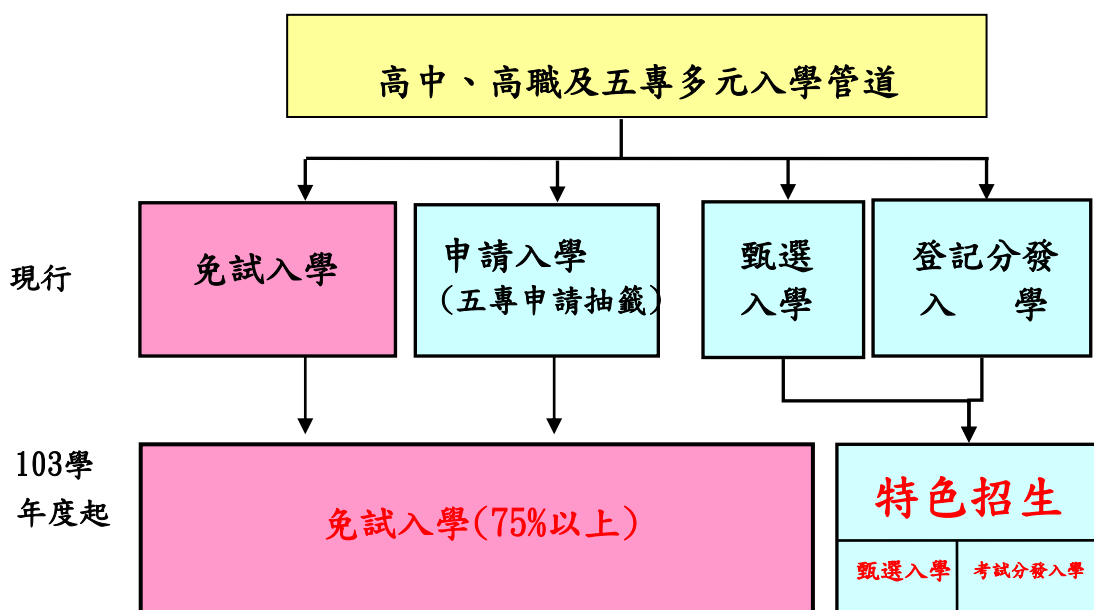 高中、高職及五專多元入學管道
現行
免試入學
申請入學
(五專申請抽籤)
甄選
入學
登記分發
入 學
103學
年度起
免試入學(75%以上)
特色招生
甄選入學
考試分發入學